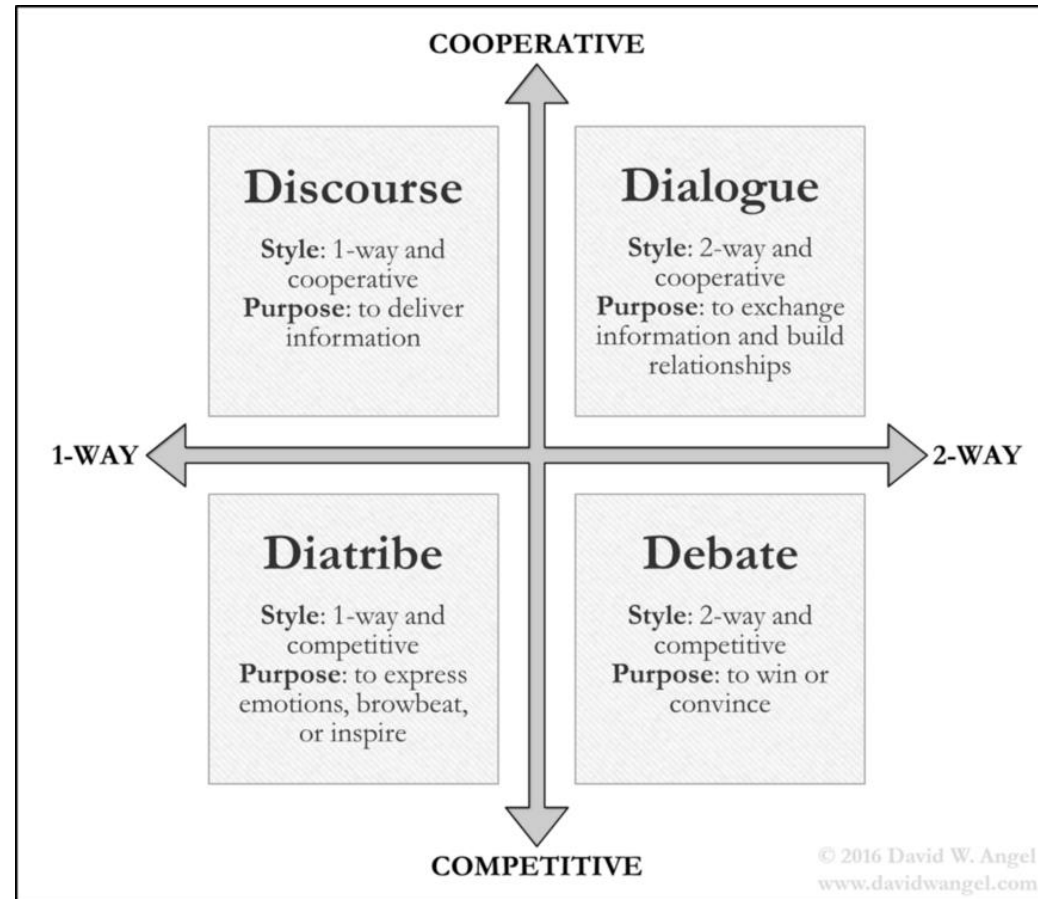 COOPERATIVE
Discourse
Style: 1-way and
cooperative
Purpose: to deliver
information
Dialogue
Style: 2-way and
cooperative
Purpose: to exchange
information and build
relationships
1-WAY
2-WAY
Diatribe
Style: 1-way and
competitive
Purpose: to express
emotions, browbeat,
or inspire
Debate
Style: 2-way and
competitive
Purpose: to win or
convince
COMPETITIVE
© 2016 David W. Angel
www.davidwangel.com